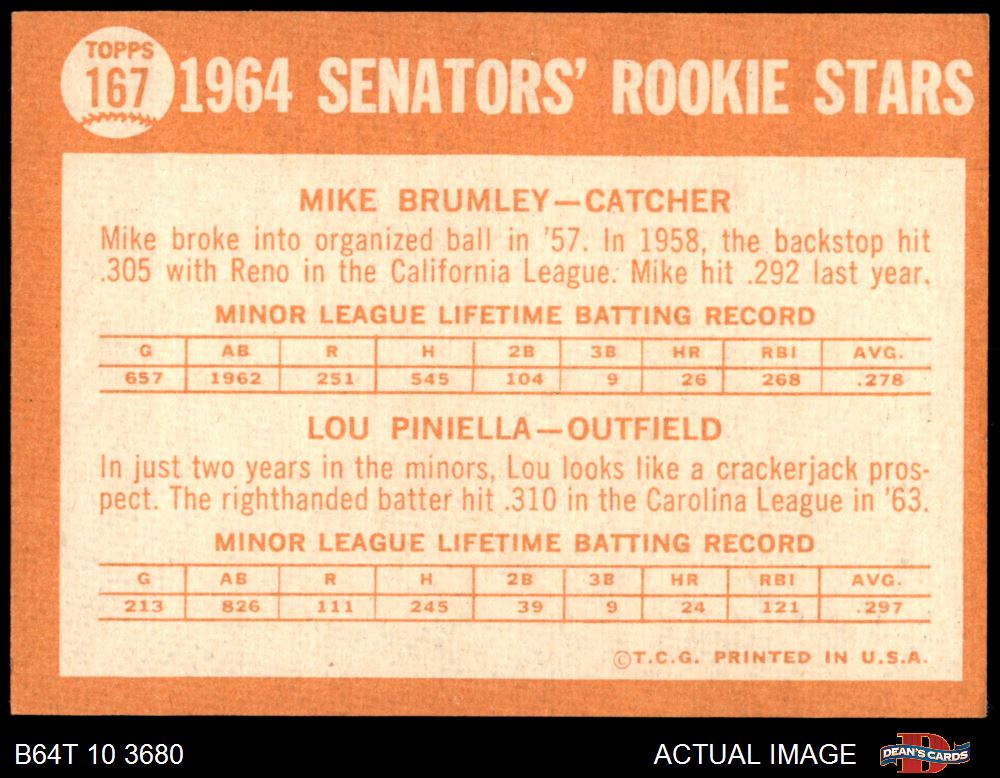 TOPPS
167
1964 SENATORS' ROOKIE STARS
MIKE BRUMLEY—CATCHER
Mike broke into organized ball in '57. In 1958, the backstop hit
.305 with Reno in the California League. Mike hit .292 last year.
MINOR LEAGUE LIFETIME BATTING RECORD
G AB R H 2B 3B HR RBI AVG.
657 1962 251 545 104 9 26 268 .278
LOU PINIELLA—OUTFIELD
In just two years in the minors, Lou looks like a crackerjack pros-
pect. The righthanded batter hit .310 in the Carolina League in '63.
MINOR LEAGUE LIFETIME BATTING RECORD
G AB R H 2B 3B HR RBI AVG.
213 826 111 245 39 9 24 121 .297
©T.C.G. PRINTED IN U.S.A.
B64T 10 3680 ACTUAL IMAGE D DEAN'S CARDS